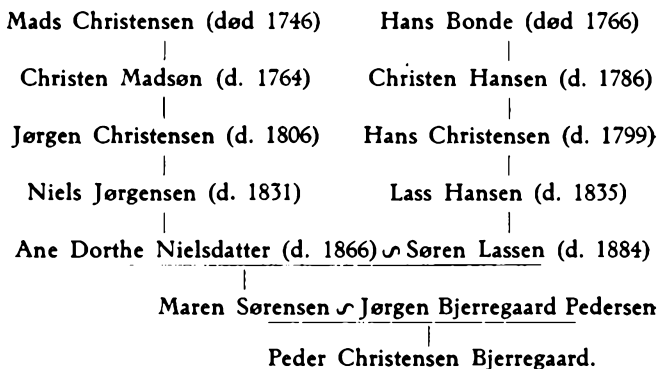 Mads Christensen (død 1746) Hans Bonde (død 1766)
Christen Madsøn (d. 1764) Christen Hansen (d. 1786)
Jørgen Christensen (d. 1806) Hans Christensen (d. 1799)
Niels Jørgensen (d. 1831) Lass Hansen (d. 1835)
Ane Dorthe Nielsdatter (d. 1866) ᔕ Søren Lassen (d. 1884)
Maren Sørensen ᔕ Jørgen Bjerregaard Pedersen
Peder Christensen Bjerregaard.